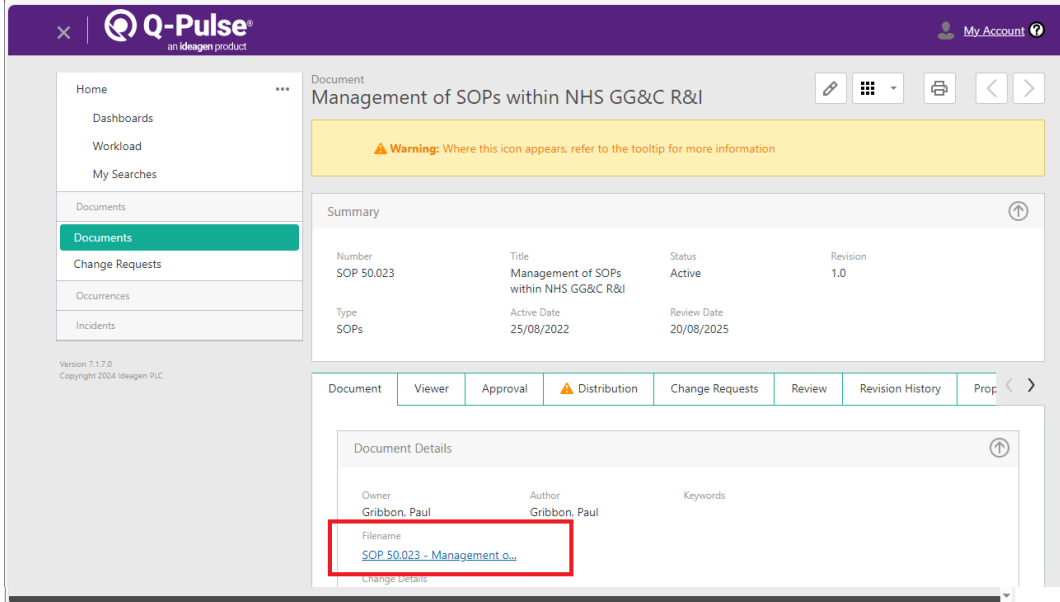 Q-Pulse®
an ideagen product
My Account
Home
Dashboards
Workload
My Searches
Documents
Documents
Change Requests
Occurrences
Incidents
Version 7.1.7.0
Copyright 2024 Ideagen PLC
Document
Management of SOPs within NHS GG&C R&I
Warning: Where this icon appears, refer to the tooltip for more information
Summary
Number Title Status Revision
SOP 50.023 Management of SOPs Active 1.0
within NHS GG&C R&I
Type Active Date Review Date
SOPs 25/08/2022 20/08/2025
Document Viewer Approval Distribution Change Requests Review Revision History Prop
Document Details
Owner Author Keywords
Gribbon, Paul Gribbon, Paul
Filename
SOP 50.023 - Management o...
Change Details